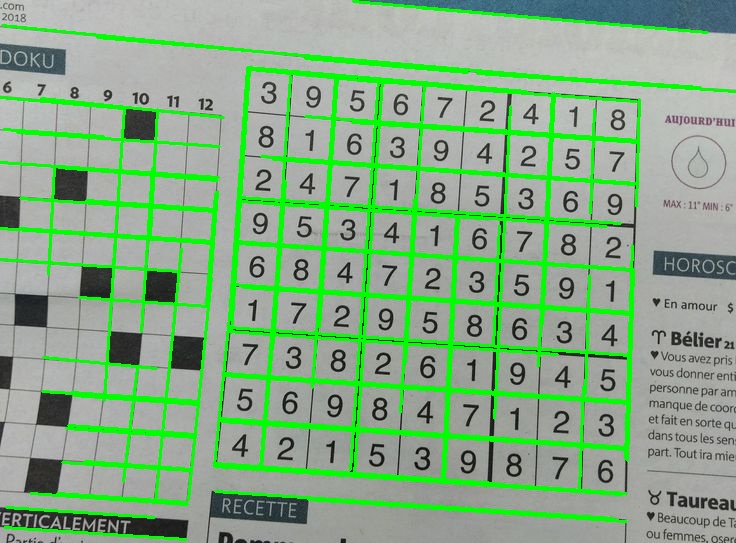 .com
2018
DOKU
6 7 8 9 10 11 12
3 9 5 6 7 2 4 1 8
8 1 6 3 9 4 2 5 7
2 4 7 1 8 5 3 6 9
9 5 3 4 1 6 7 8 2
6 8 4 7 2 3 5 9 1
1 7 2 9 5 8 6 3 4
7 3 8 2 6 1 9 4 5
5 6 9 8 4 7 1 2 3
4 2 1 5 3 9 8 7 6
AUJOURD'HUI
MAX : 11° MIN : 6°
HOROSC
♥ En amour $
♈ Bélier 21
♥ Vous avez pris
vous donner enti
personne par am
manque de coord
et fait en sorte qu
dans tous les sens
part. Tout ira mie
♉ Taureau
♥ Beaucoup de Ta
ou femmes, osero
VERTICALEMENT
RECETTE